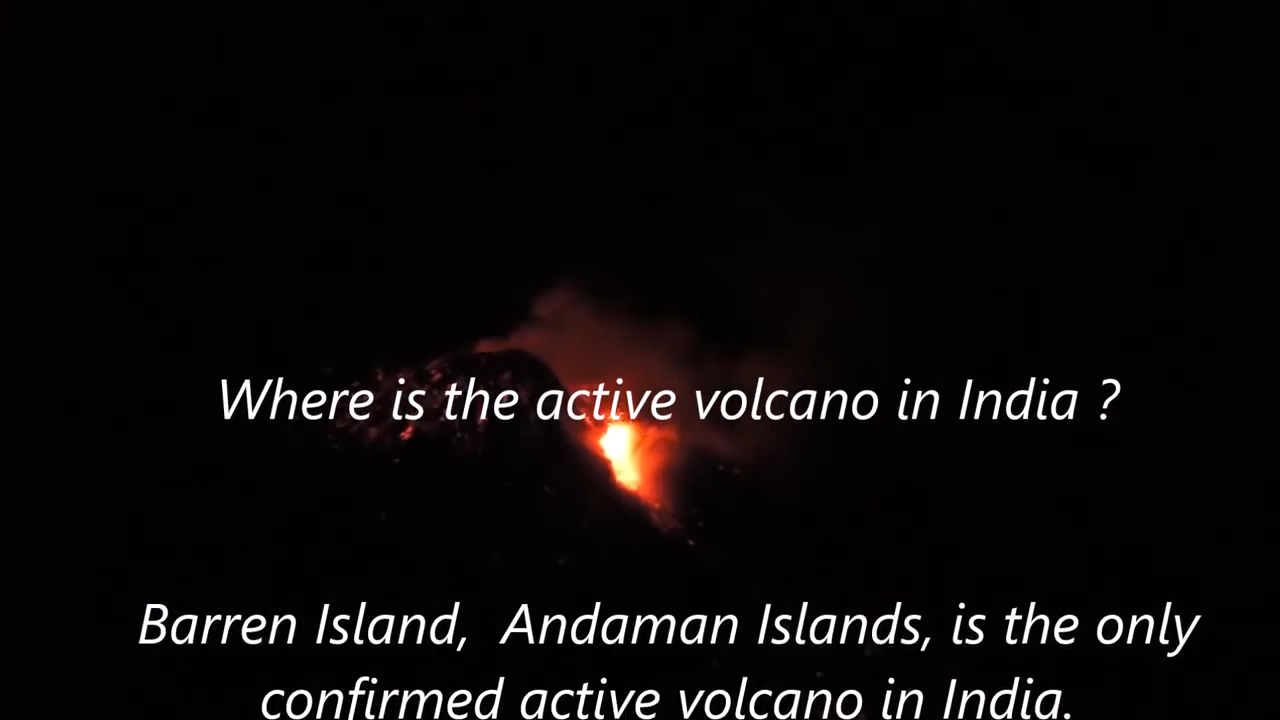 Where is the active volcano in India ?
Barren Island, Andaman Islands, is the only
confirmed active volcano in India.